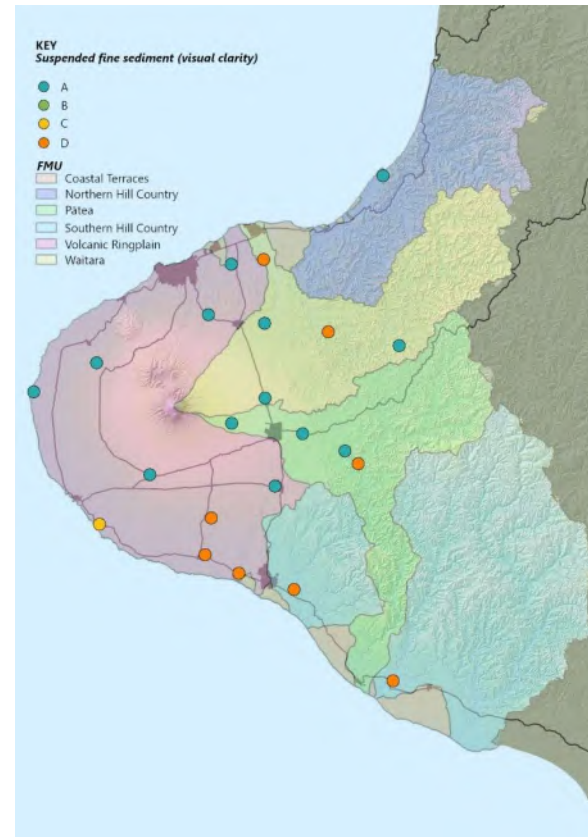 KEY
Suspended fine sediment (visual clarity)
A
B
C
D
FMU
Coastal Terraces
Northern Hill Country
Pātea
Southern Hill Country
Volcanic Ringplain
Waitara